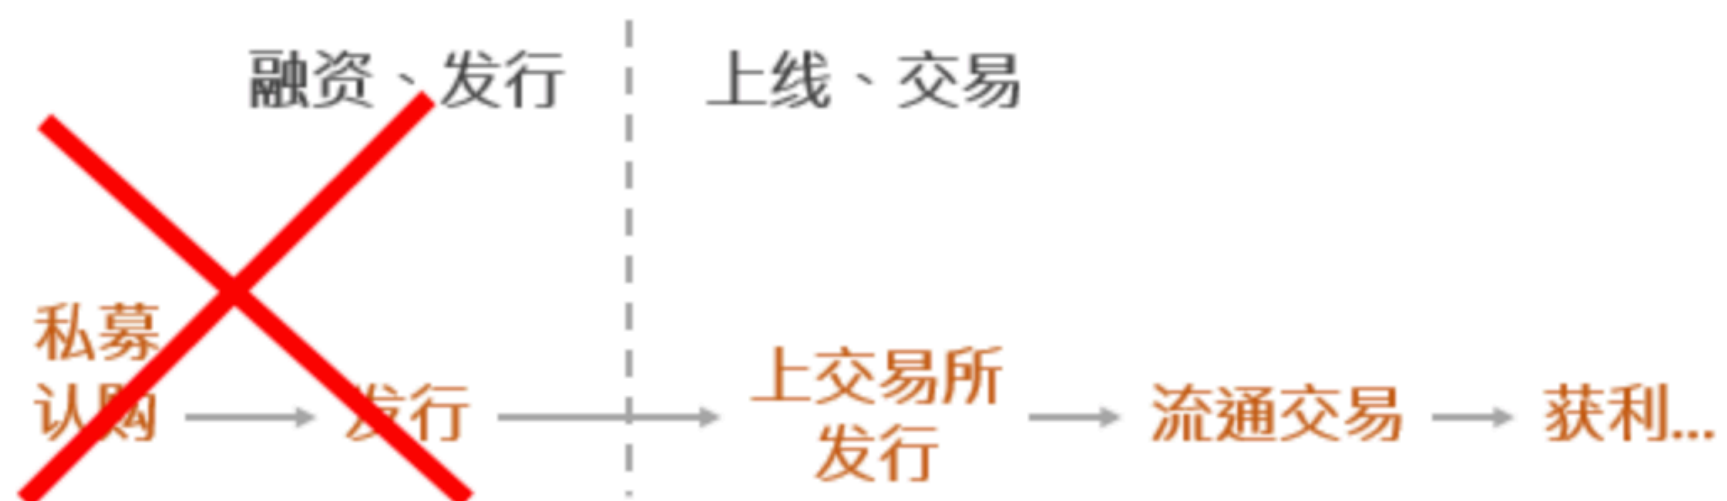 融资、发行
上线、交易
私募
认购
发行
上交易所
发行
流通交易
获利...